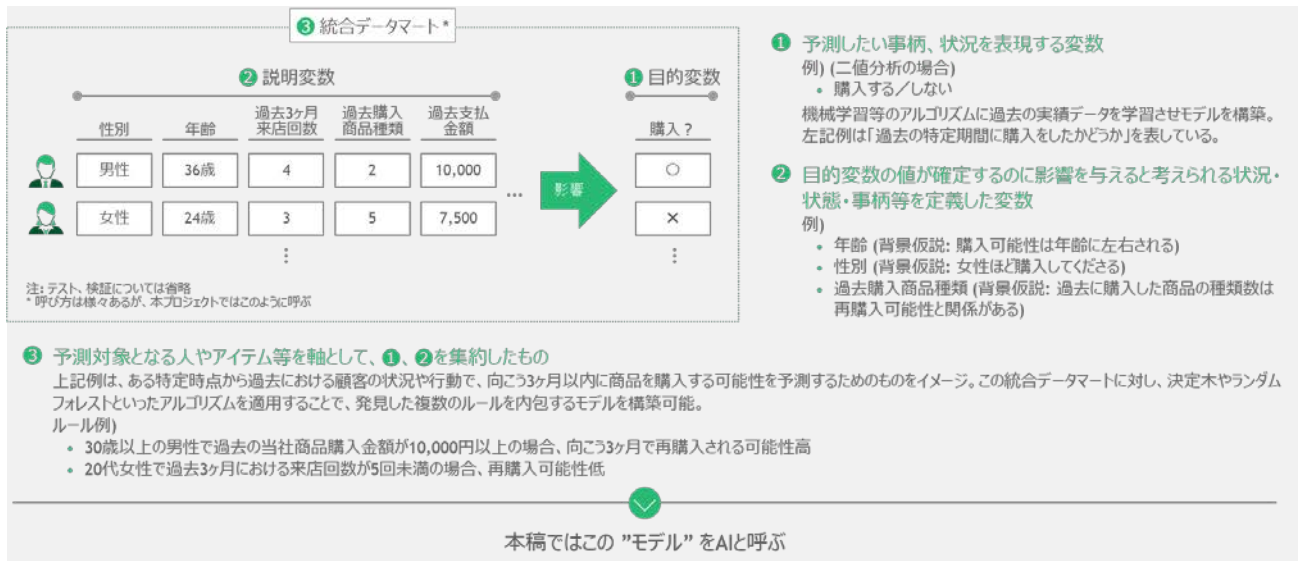 ❸ 統合データマート*
❷ 説明変数
❶ 目的変数
性別
年齢
過去3ヶ月
来店回数
過去購入
商品種類
過去支払
金額
購入？
男性
36歳
4
2
10,000
○
女性
24歳
3
5
7,500
×
…
影響
⋮
⋮
注: テスト、検証については省略
* 呼び方は様々あるが、本プロジェクトではこのように呼ぶ
❶ 予測したい事柄、状況を表現する変数
例) (二値分析の場合)
• 購入する／しない
機械学習等のアルゴリズムに過去の実績データを学習させモデルを構築。
左記例は「過去の特定期間に購入をしたかどうか」を表している。
❷ 目的変数の値が確定するのに影響を与えると考えられる状況・
状態・事柄等を定義した変数
例)
• 年齢 (背景仮説: 購入可能性は年齢に左右される)
• 性別 (背景仮説: 女性ほど購入してくださる)
• 過去購入商品種類 (背景仮説: 過去に購入した商品の種類数は
再購入可能性と関係がある)
❸ 予測対象となる人やアイテム等を軸として、❶、❷を集約したもの
上記例は、ある特定時点から過去における顧客の状況や行動で、向こう3ヶ月以内に商品を購入する可能性を予測するためのものをイメージ。この統合データマートに対し、決定木やランダム
フォレストといったアルゴリズムを適用することで、発見した複数のルールを内包するモデルを構築可能。
ルール例)
• 30歳以上の男性で過去の当社商品購入金額が10,000円以上の場合、向こう3ヶ月で再購入される可能性高
• 20代女性で過去3ヶ月における来店回数が5回未満の場合、再購入可能性低
本稿ではこの ”モデル” をAIと呼ぶ